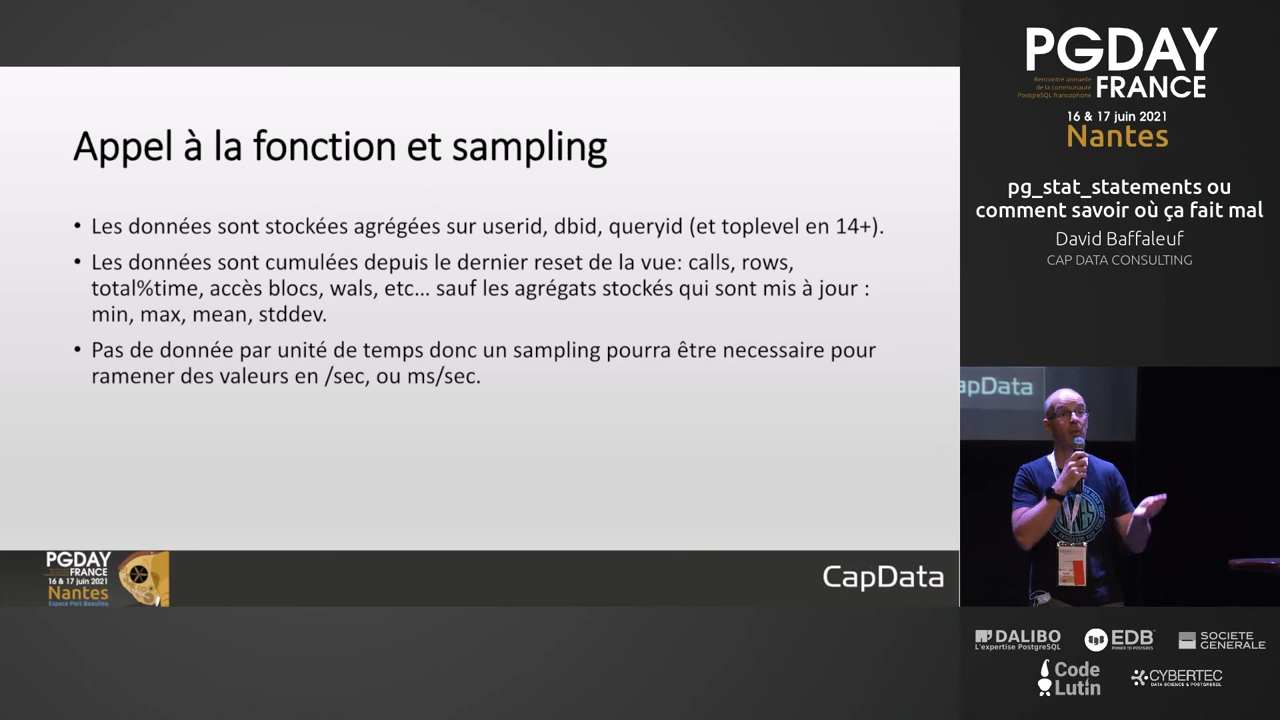 Appel à la fonction et sampling
• Les données sont stockées agrégées sur userid, dbid, queryid (et toplevel en 14+).
• Les données sont cumulées depuis le dernier reset de la vue: calls, rows,
total%time, accès blocs, wals, etc… sauf les agrégats stockés qui sont mis à jour :
min, max, mean, stddev.
• Pas de donnée par unité de temps donc un sampling pourra être necessaire pour
ramener des valeurs en /sec, ou ms/sec.
PGDAY
FRANCE
16 & 17 juin 2021
Nantes
Espace Port Beaulieu
CapData
PGDAY
Rencontre annuelle
de la communauté
PostgreSQL francophone
FRANCE
16 & 17 juin 2021
Nantes
pg_stat_statements ou
comment savoir où ça fait mal
David Baffaleuf
CAP DATA CONSULTING
apData
DALIBO
L'expertise PostgreSQL
EDB
POWER TO POSTGRES
SOCIETE
GENERALE
Code
Lutin
CYBERTEC
DATA SCIENCE & POSTGRESQL